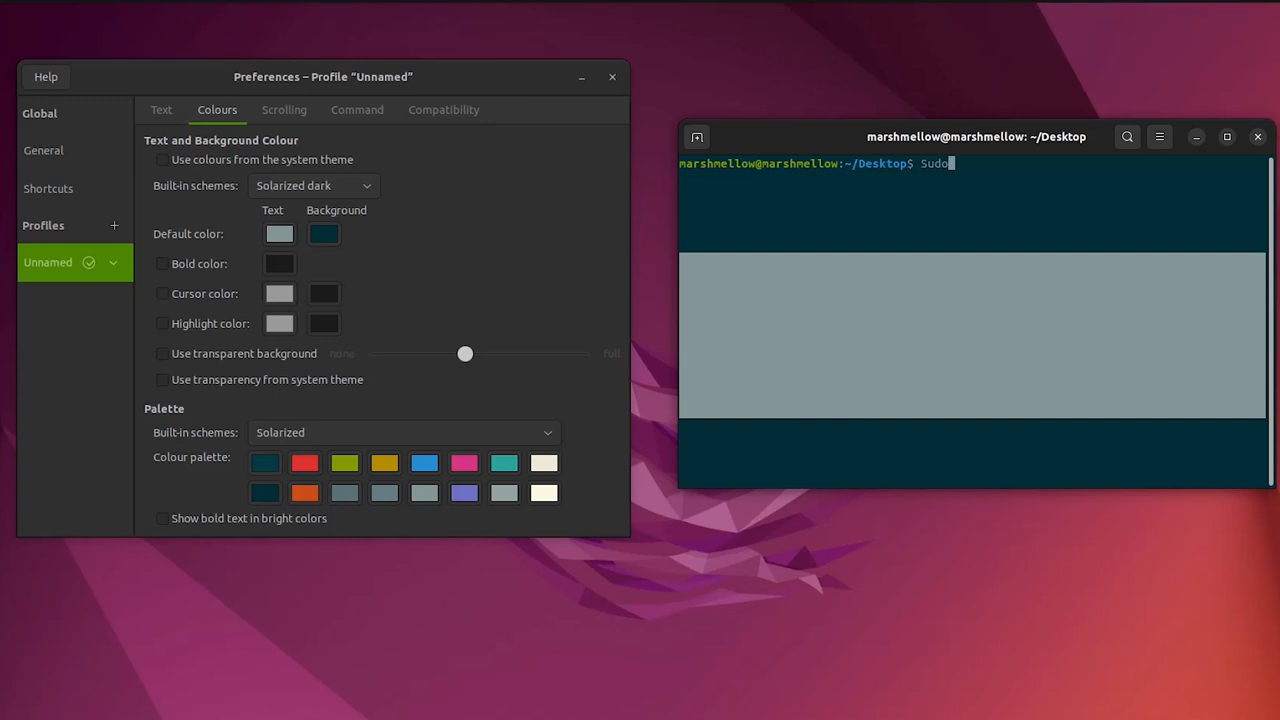 Help
Preferences – Profile “Unnamed”
Global
General
Shortcuts
Profiles
Unnamed
Text Colours Scrolling Command Compatibility
Text and Background Colour
Use colours from the system theme
Built-in schemes: Solarized dark
Text Background
Default color:
Bold color:
Cursor color:
Highlight color:
Use transparent background none full
Use transparency from system theme
Palette
Built-in schemes: Solarized
Colour palette:
Show bold text in bright colors
marshmellow@marshmellow: ~/Desktop
marshmellow@marshmellow:~/Desktop$ Sudo